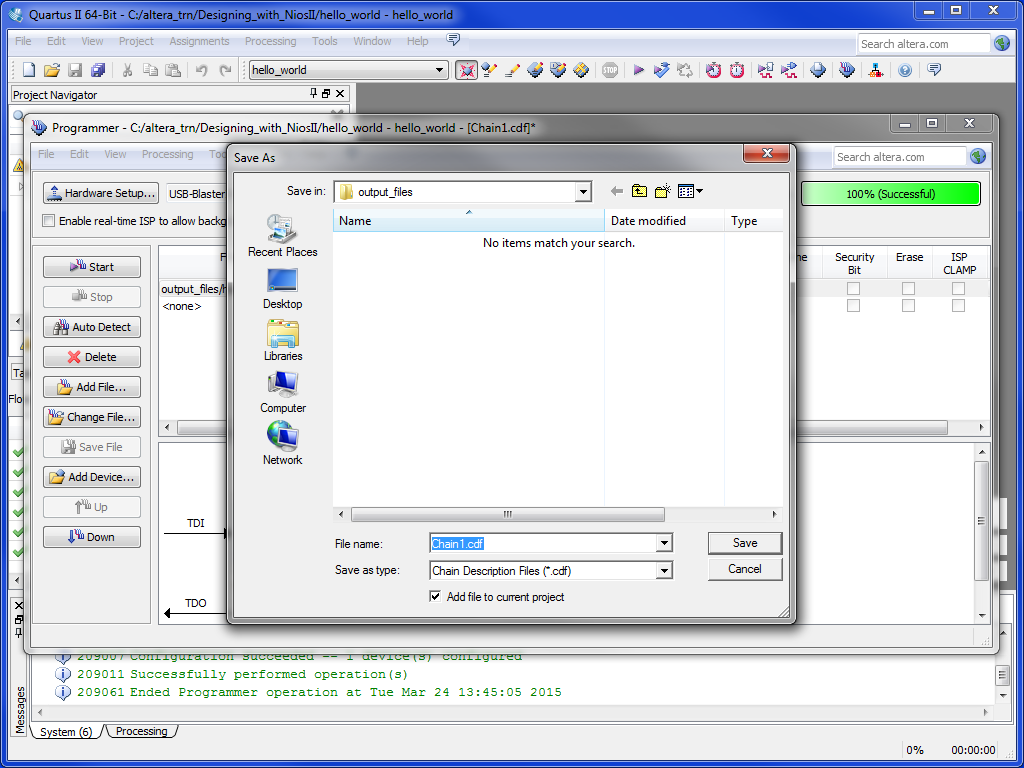 Quartus II 64-Bit - C:/altera_trn/Designing_with_NiosII/hello_world - hello_world
File Edit View Project Assignments Processing Tools Window Help
Search altera.com
hello_world
STOP
Project Navigator
Programmer - C:/altera_trn/Designing_with_NiosII/hello_world - hello_world - [Chain1.cdf]*
File Edit View Processing
Search altera.com
Hardware Setup...
USB-Blaster
100% (Successful)
Enable real-time ISP to allow
Start
Stop
Auto Detect
Delete
Add File...
Change File...
Save File
Add Device...
Up
Down
Security
Bit
Erase
ISP
CLAMP
output_files/
<none>
TDI
TDO
Save As
Save in:
output_files
Recent Places
Desktop
Libraries
Computer
Network
Name Date modified Type
No items match your search.
File name:
Chain1.cdf
Save
Save as type:
Chain Description Files (*.cdf)
Cancel
Add file to current project
209007 Configuration succeeded -- 1 device(s) configured
209011 Successfully performed operation(s)
209061 Ended Programmer operation at Tue Mar 24 13:45:05 2015
Messages
System (6)
Processing
0% 00:00:00